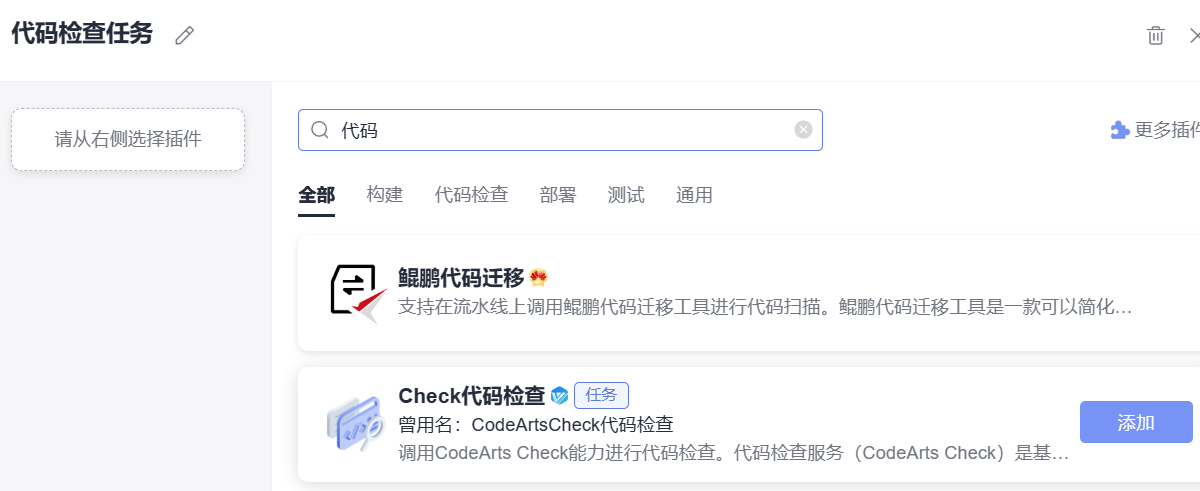 代码检查任务
请从右侧选择插件
代码
更多插件
全部 构建 代码检查 部署 测试 通用
鲲鹏代码迁移
支持在流水线上调用鲲鹏代码迁移工具进行代码扫描。鲲鹏代码迁移工具是一款可以简化…
Check代码检查 任务
曾用名：CodeArtsCheck代码检查
添加
调用CodeArts Check能力进行代码检查。代码检查服务（CodeArts Check）是基…